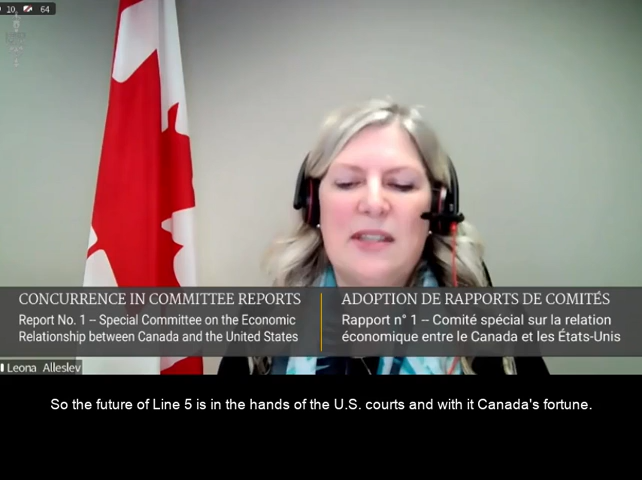 10 64
CONCURRENCE IN COMMITTEE REPORTS
Report No. 1 – Special Committee on the Economic
Relationship between Canada and the United States
ADOPTION DE RAPPORTS DE COMITÉS
Rapport n° 1 – Comité spécial sur la relation
économique entre le Canada et les États-Unis
Leona Alleslev
So the future of Line 5 is in the hands of the U.S. courts and with it Canada's fortune.